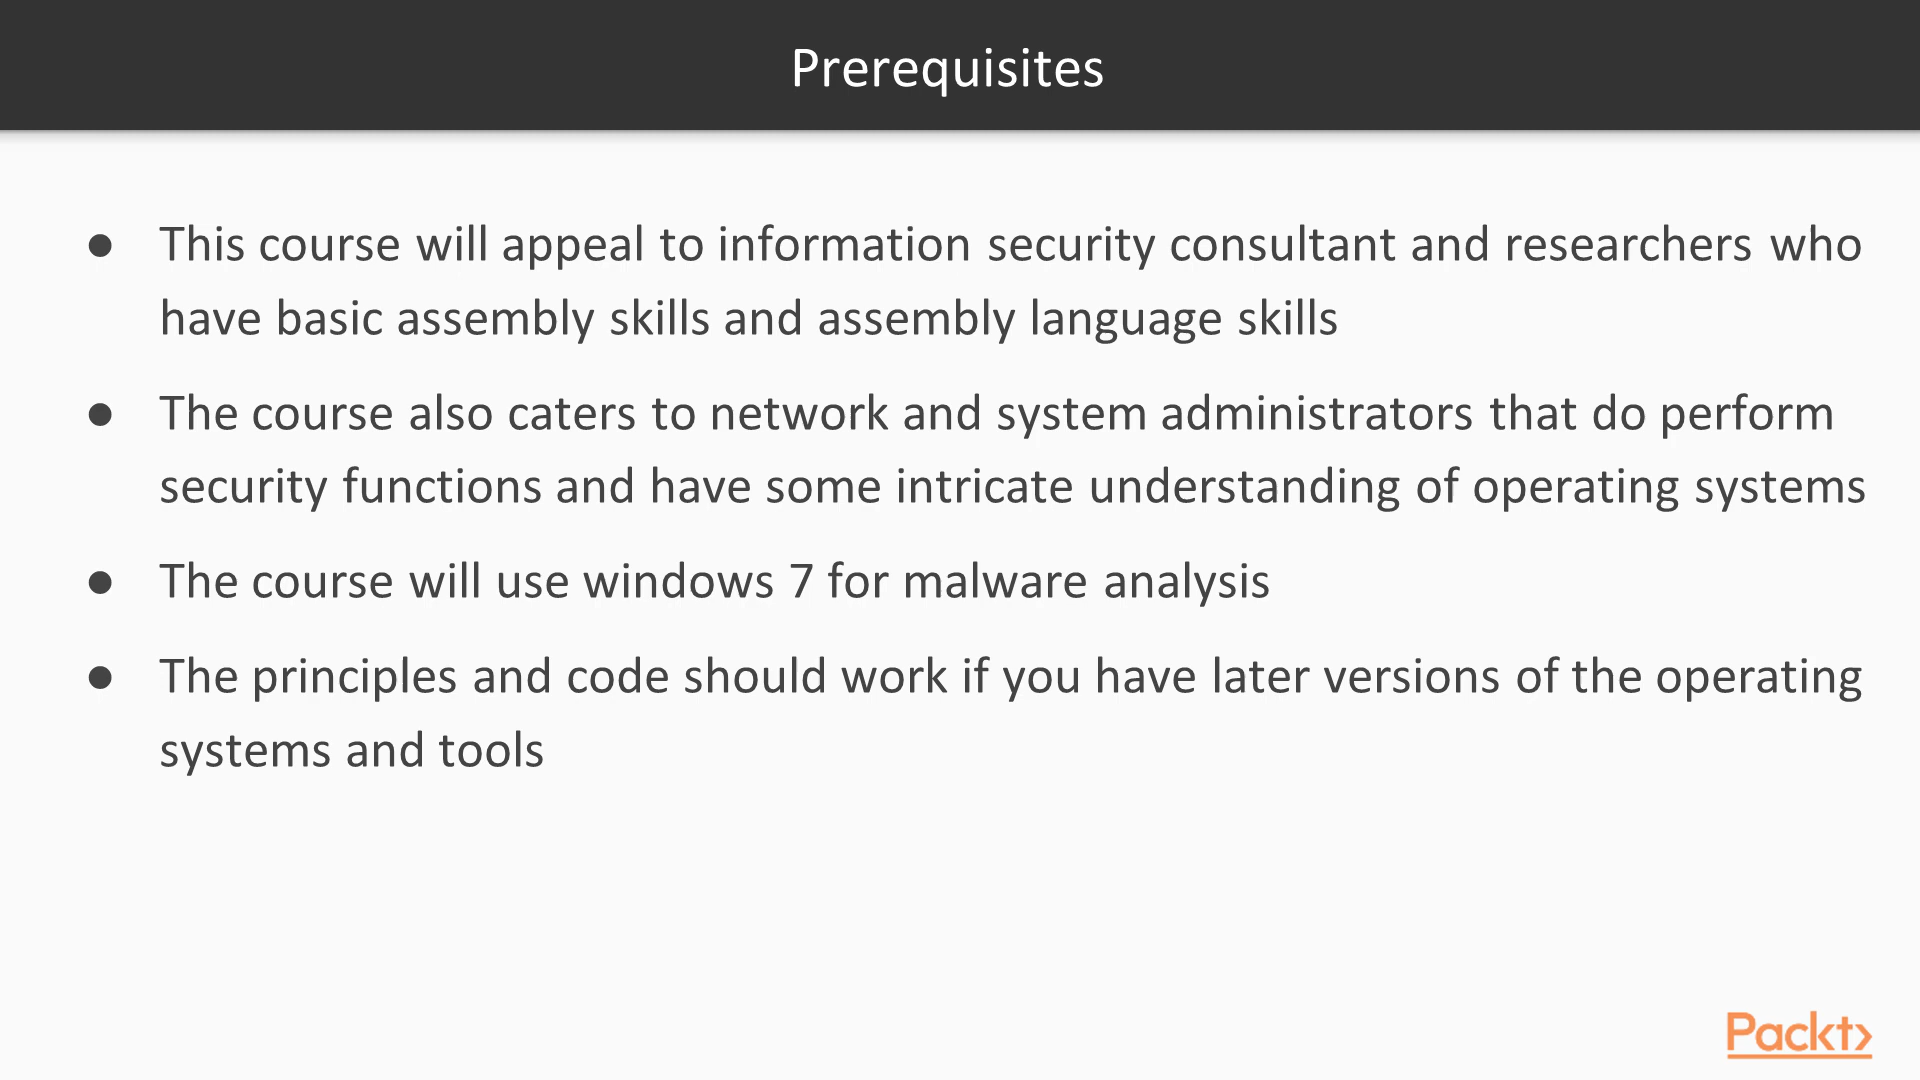 Prerequisites
● This course will appeal to information security consultant and researchers who
have basic assembly skills and assembly language skills
● The course also caters to network and system administrators that do perform
security functions and have some intricate understanding of operating systems
● The course will use windows 7 for malware analysis
● The principles and code should work if you have later versions of the operating
systems and tools
Packt>